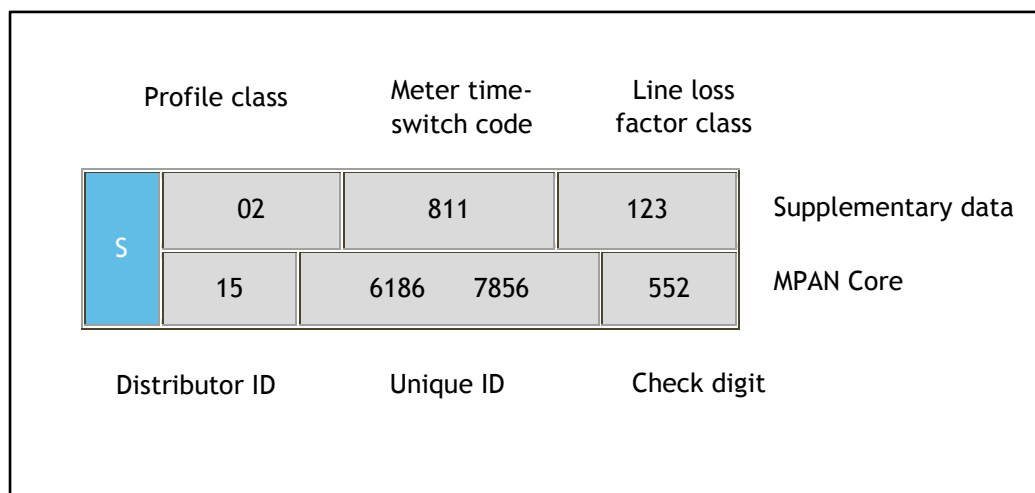 Profile class
Meter time-
switch code
Line loss
factor class
S
02 811 123
Supplementary data
15 6186 7856 552
MPAN Core
Distributor ID Unique ID Check digit